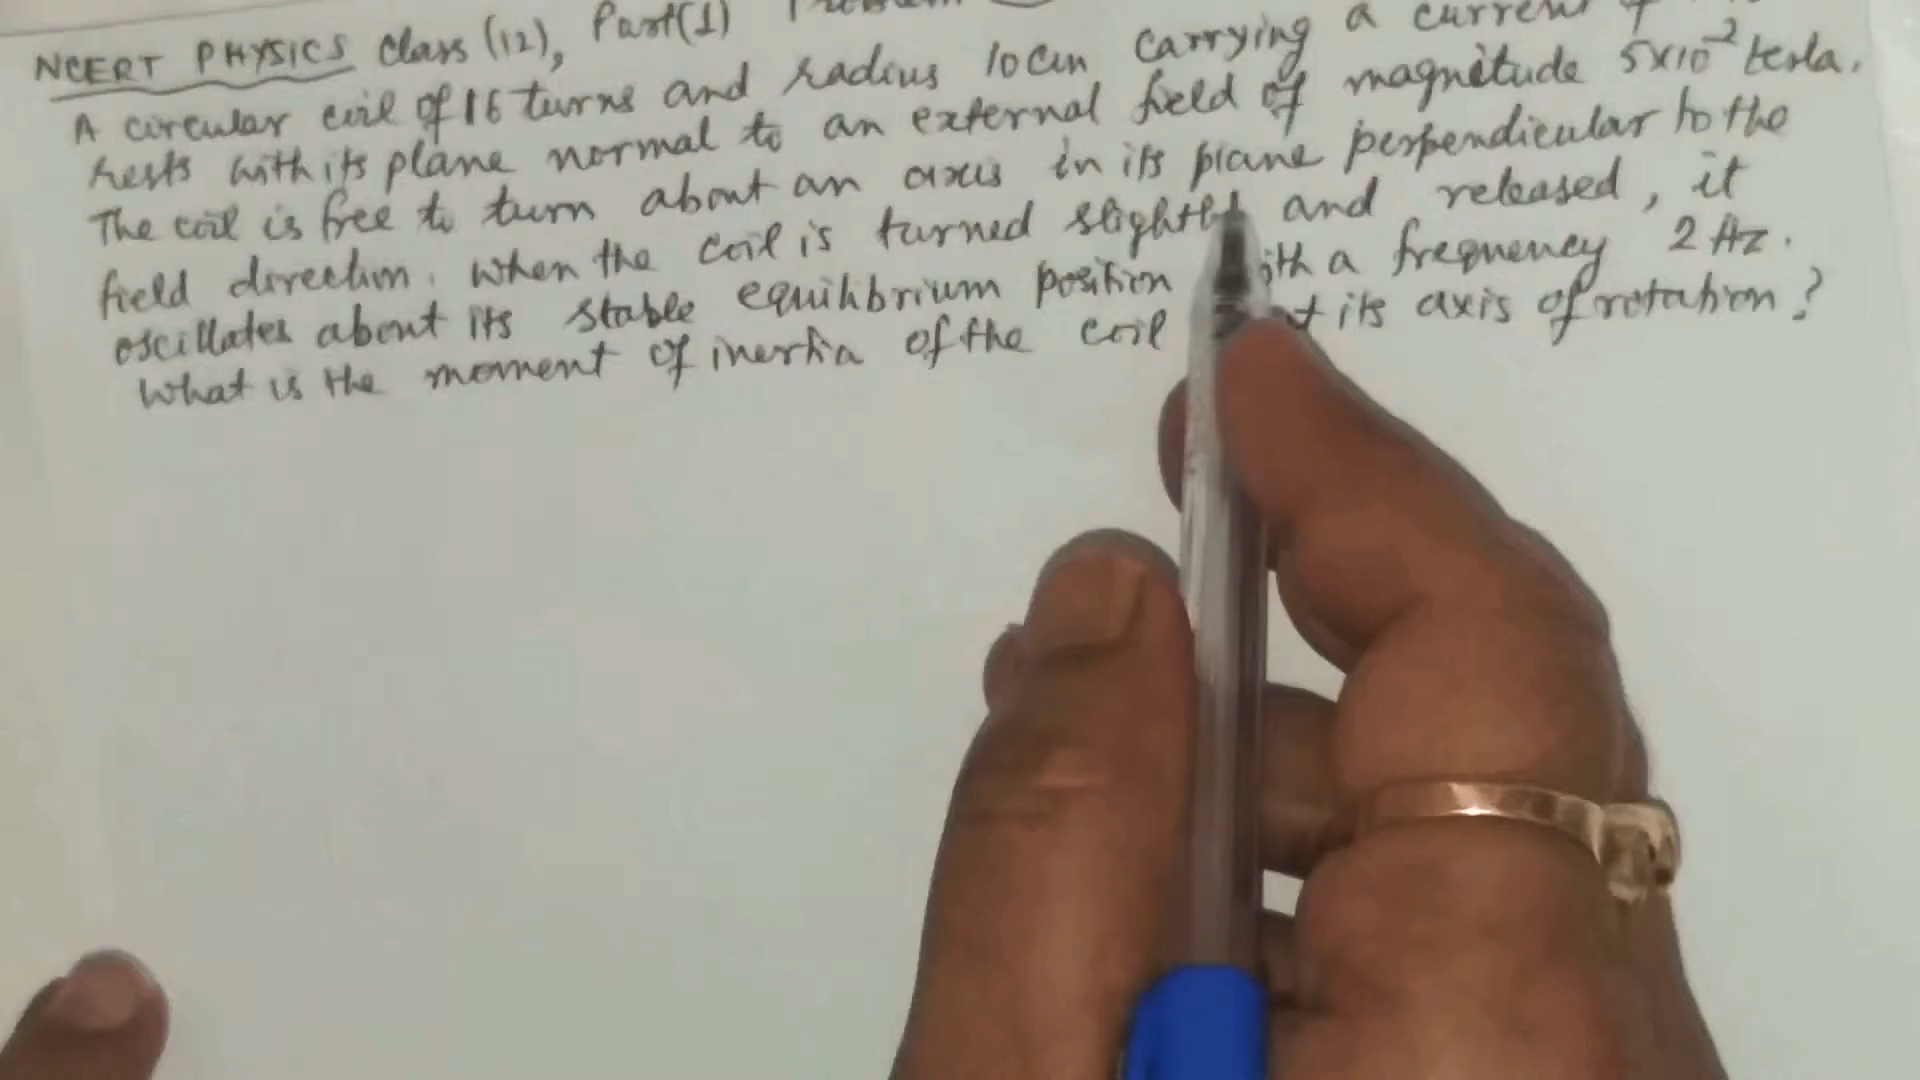 NCERT PHYSICS Class (12), Part(1) Problem
A circular coil of 16 turns and radius 10cm carrying a current
rests with its plane normal to an external field of magnitude 5x10⁻² tesla.
The coil is free to turn about an axis in its plane perpendicular to the
field direction. When the coil is turned slightly and released, it
oscillates about its stable equilibrium position with a frequency 2 Hz.
What is the moment of inertia of the coil its axis of rotation?